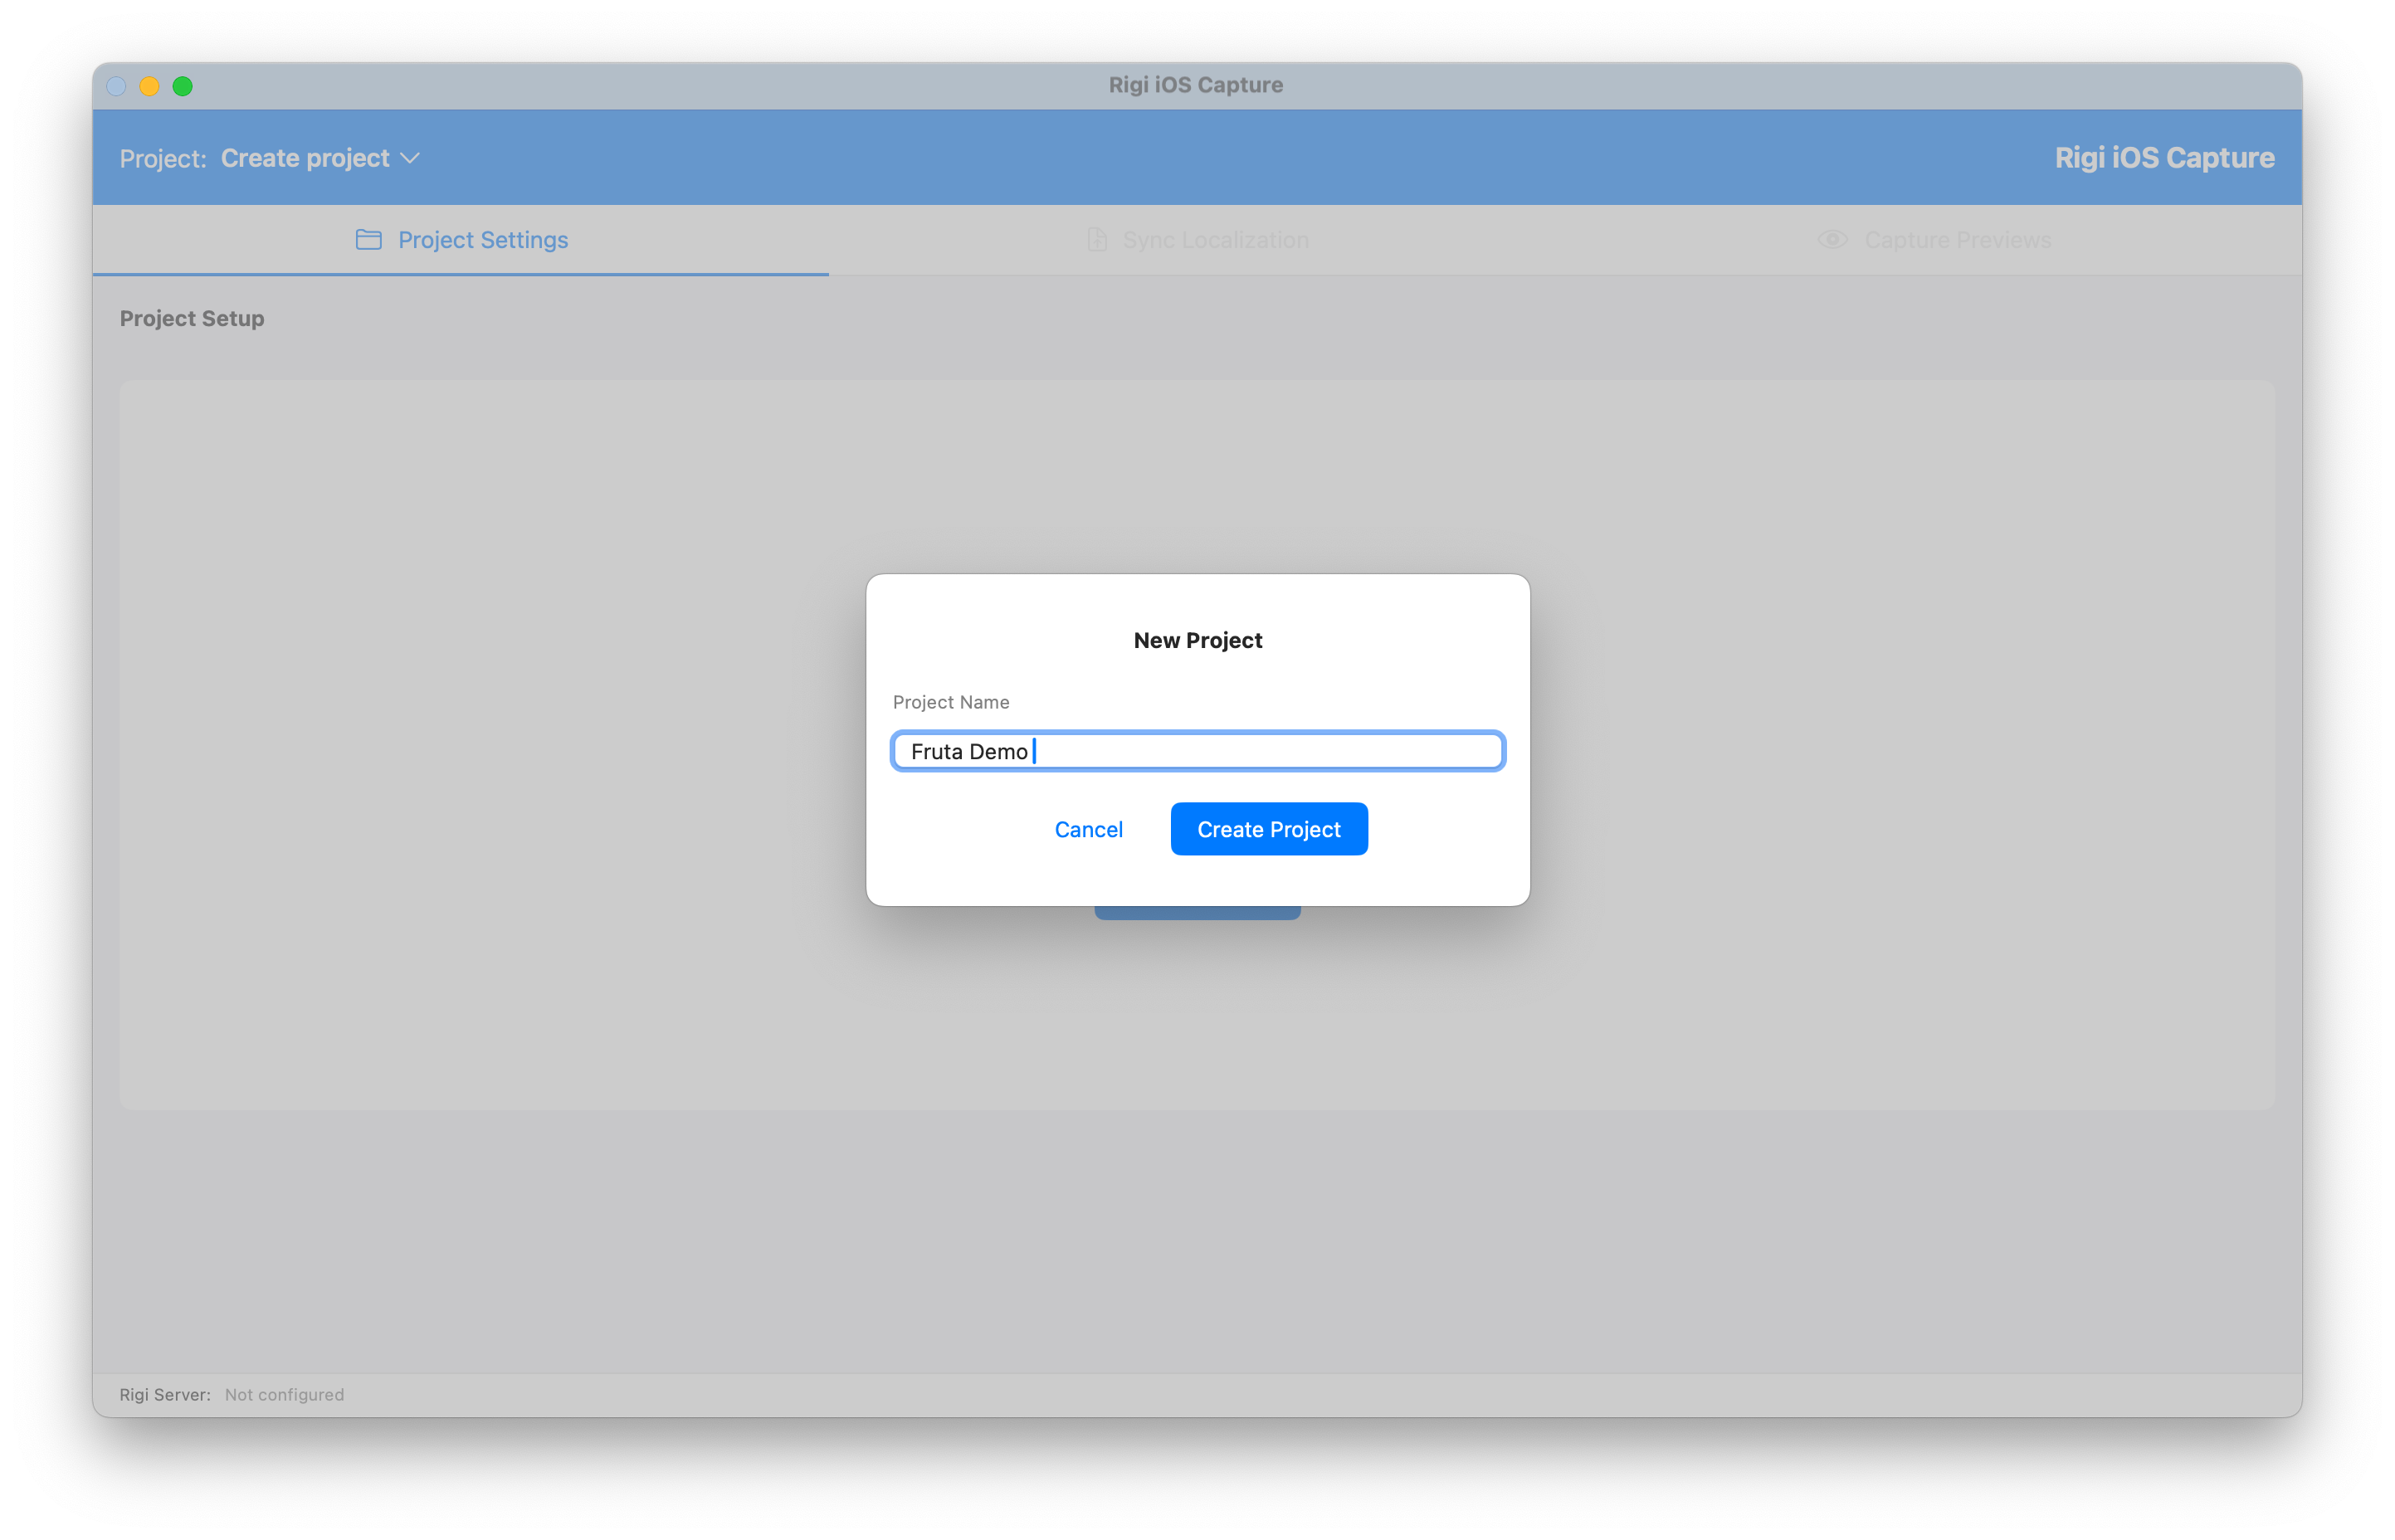 Rigi iOS Capture
Project: Create project
Rigi iOS Capture
Project Settings
Sync Localization
Capture Previews
Project Setup
New Project
Project Name
Fruta Demo
Cancel
Create Project
Rigi Server: Not configured